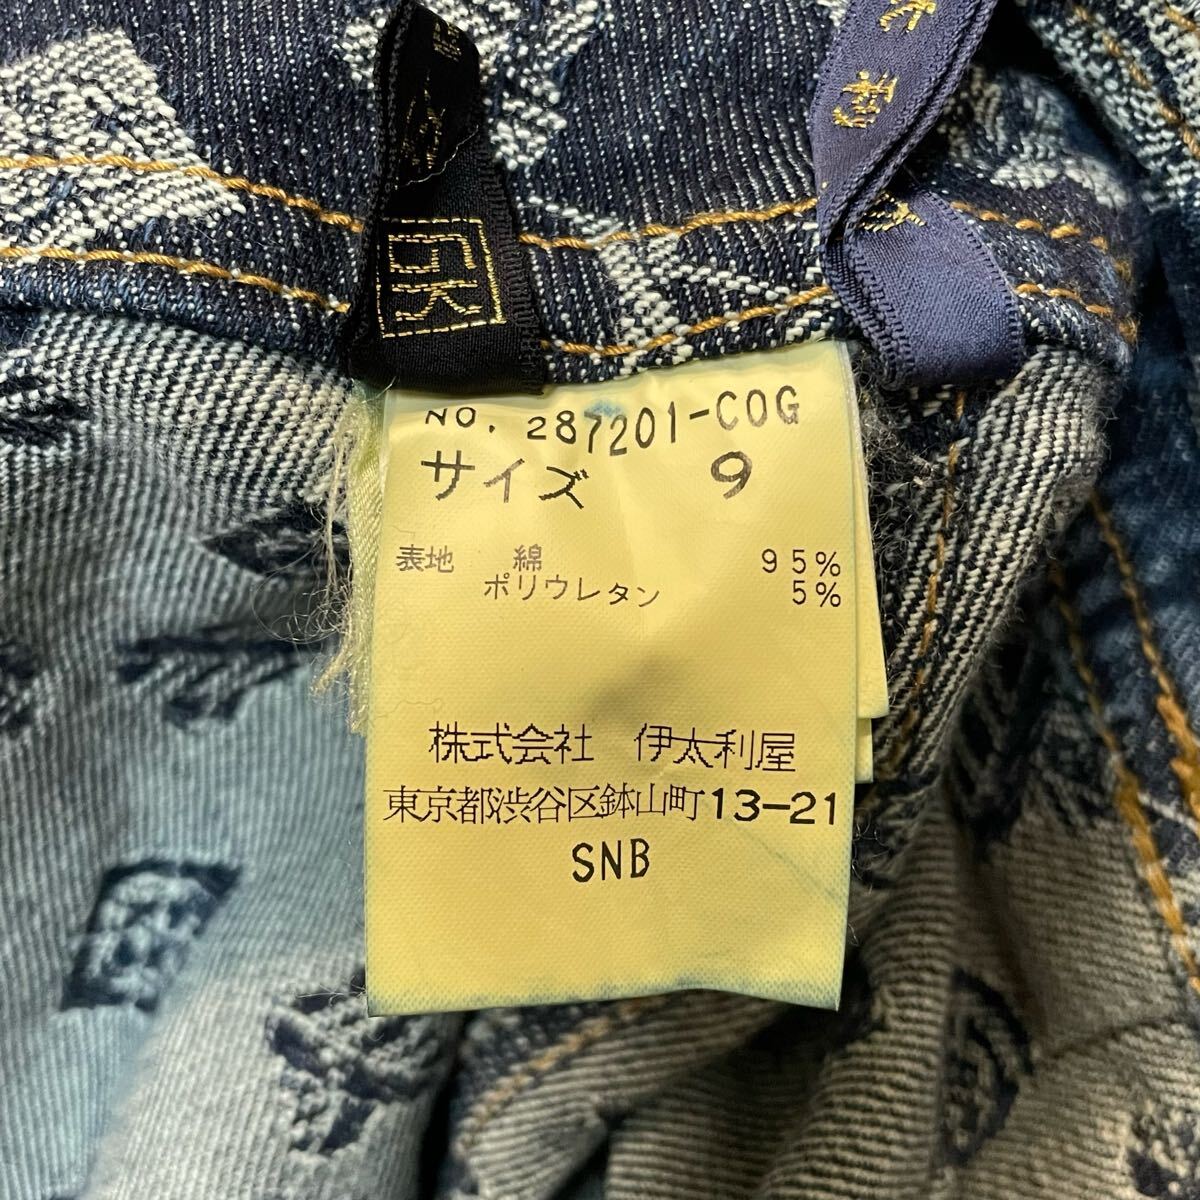 NO. 287201-COG
サイズ 9
表地 綿 95%
ポリウレタン 5%
株式会社 伊太利屋
東京都渋谷区鉢山町13-21
SNB